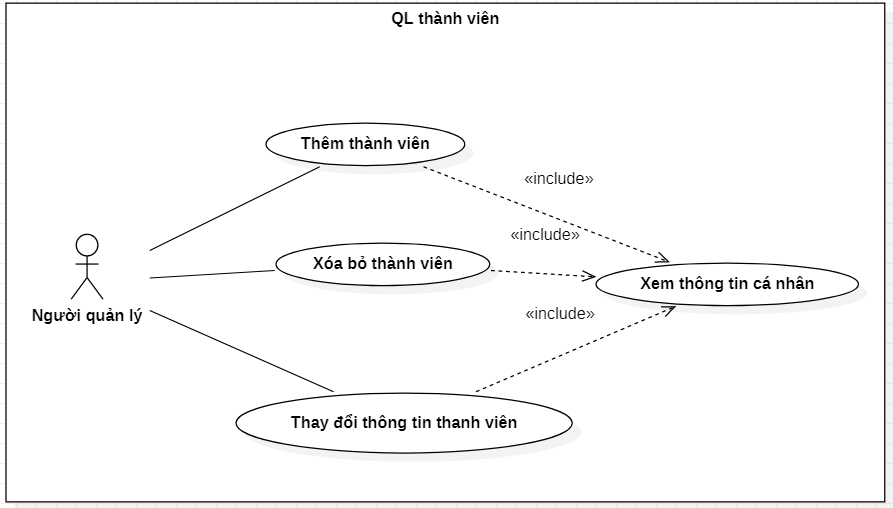 QL thành viên
Thêm thành viên
«include»
«include»
Xóa bỏ thành viên
Xem thông tin cá nhân
Người quản lý
«include»
Thay đổi thông tin thanh viên